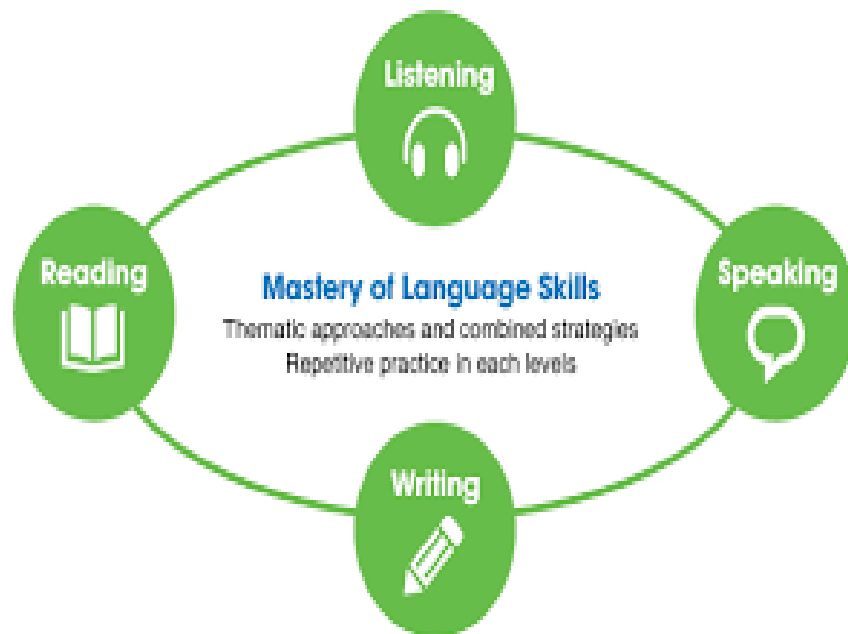 Listening
Reading
Speaking
Mastery of Language Skills
Thematic approaches and combined strategies
Repetitive practice in each levels
Writing